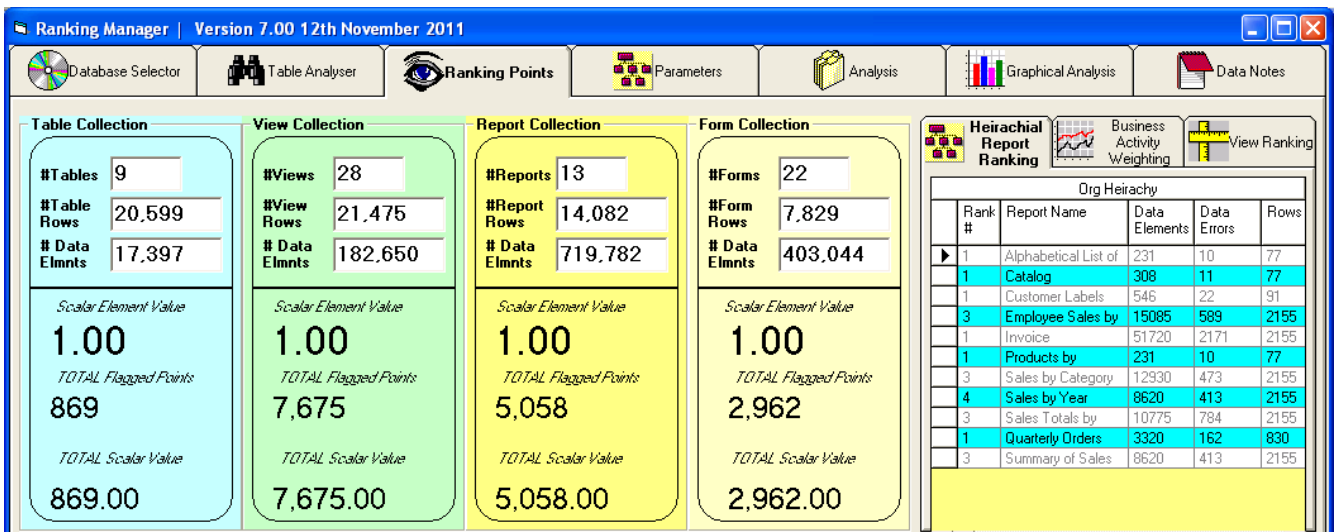 Ranking Manager | Version 7.00 12th November 2011
Database Selector
Table Analyser
Ranking Points
Parameters
Analysis
Graphical Analysis
Data Notes
Table Collection
#Tables 9
#Table
Rows 20,599
# Data
Elmnts 17,397
Scalar Element Value
1.00
TOTAL Flagged Points
869
TOTAL Scalar Value
869.00
View Collection
#Views 28
#View
Rows 21,475
# Data
Elmnts 182,650
Scalar Element Value
1.00
TOTAL Flagged Points
7,675
TOTAL Scalar Value
7,675.00
Report Collection
#Reports 13
#Report
Rows 14,082
# Data
Elmnts 719,782
Scalar Element Value
1.00
TOTAL Flagged Points
5,058
TOTAL Scalar Value
5,058.00
Form Collection
#Forms 22
#Form
Rows 7,829
# Data
Elmnts 403,044
Scalar Element Value
1.00
TOTAL Flagged Points
2,962
TOTAL Scalar Value
2,962.00
Heirachial
Report
Ranking
Business
Activity
Weighting
View Ranking
Org Heirachy
Rank # Report Name Data Elements Data Errors Rows
1 Alphabetical List of 231 10 77
1 Catalog 308 11 77
1 Customer Labels 546 22 91
3 Employee Sales by 15085 589 2155
1 Invoice 51720 2171 2155
1 Products by 231 10 77
3 Sales by Category 12930 473 2155
4 Sales by Year 8620 413 2155
3 Sales Totals by 10775 784 2155
1 Quarterly Orders 3320 162 830
3 Summary of Sales 8620 413 2155